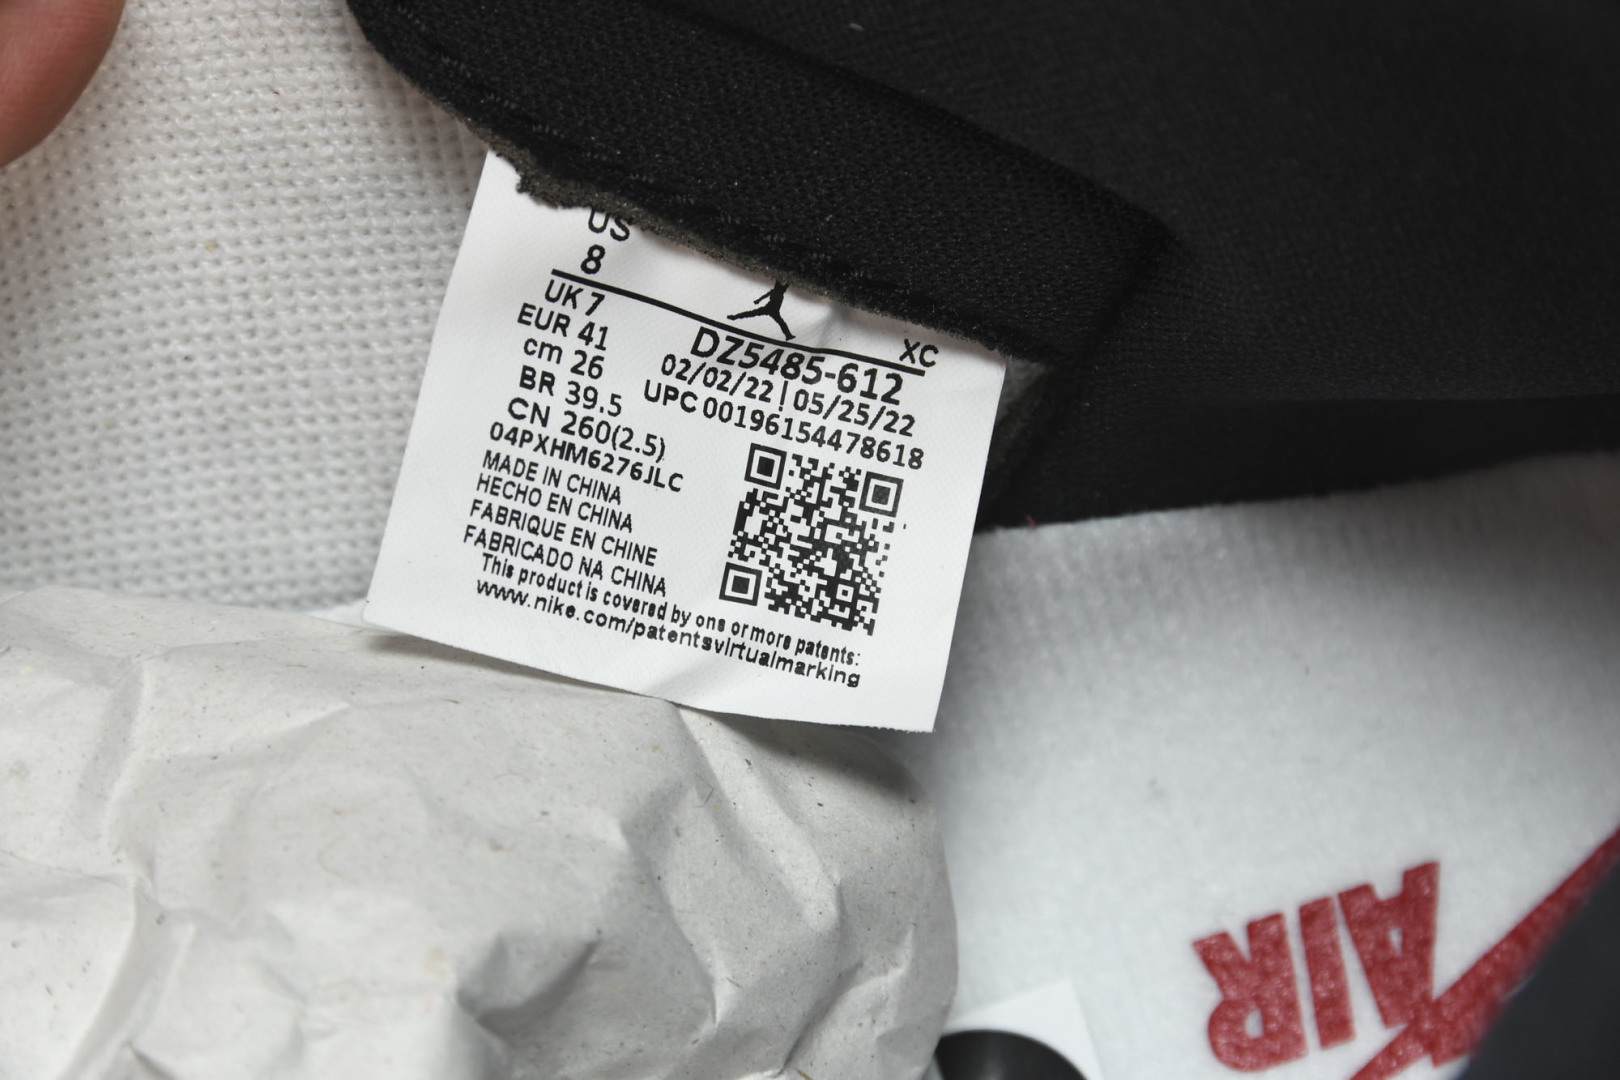 US
8
UK 7
EUR 41
cm 26
BR 39.5
CN 260(2.5)
04PXHM6276JLC
XC
DZ5485-612
02/02/22 | 05/25/22
UPC 00196154478618
MADE IN CHINA
HECHO EN CHINA
FABRIQUE EN CHINE
FABRICADO NA CHINA
This product is covered by one or more patents:
www.nike.com/patentsvirtualmarking
AIR